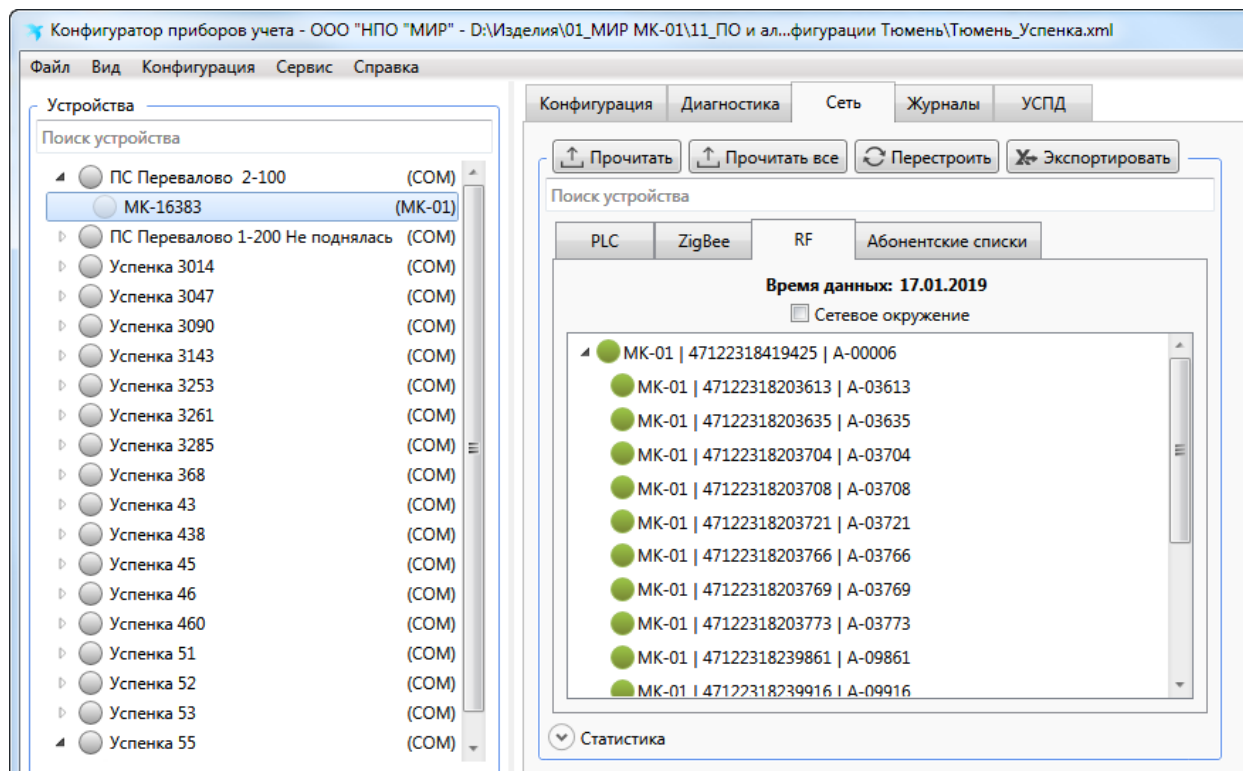 Конфигуратор приборов учета - ООО "НПО "МИР" - D:\Изделия\01_МИР МК-01\11_ПО и ал...фигурации Тюмень\Тюмень_Успенка.xml
Файл Вид Конфигурация Сервис Справка
Устройства
Поиск устройства
ПС Перевалово 2-100 (COM)
МК-16383 (МК-01)
ПС Перевалово 1-200 Не поднялась (COM)
Успенка 3014 (COM)
Успенка 3047 (COM)
Успенка 3090 (COM)
Успенка 3143 (COM)
Успенка 3253 (COM)
Успенка 3261 (COM)
Успенка 3285 (COM)
Успенка 368 (COM)
Успенка 43 (COM)
Успенка 438 (COM)
Успенка 45 (COM)
Успенка 46 (COM)
Успенка 460 (COM)
Успенка 51 (COM)
Успенка 52 (COM)
Успенка 53 (COM)
Успенка 55 (COM)
Конфигурация Диагностика Сеть Журналы УСПД
Прочитать Прочитать все Перестроить Экспортировать
Поиск устройства
PLC ZigBee RF Абонентские списки
Время данных: 17.01.2019
Сетевое окружение
МК-01 | 47122318419425 | А-00006
МК-01 | 47122318203613 | А-03613
МК-01 | 47122318203635 | А-03635
МК-01 | 47122318203704 | А-03704
МК-01 | 47122318203708 | А-03708
МК-01 | 47122318203721 | А-03721
МК-01 | 47122318203766 | А-03766
МК-01 | 47122318203769 | А-03769
МК-01 | 47122318203773 | А-03773
МК-01 | 47122318239861 | А-09861
МК-01 | 47122318239916 | А-09916
Статистика